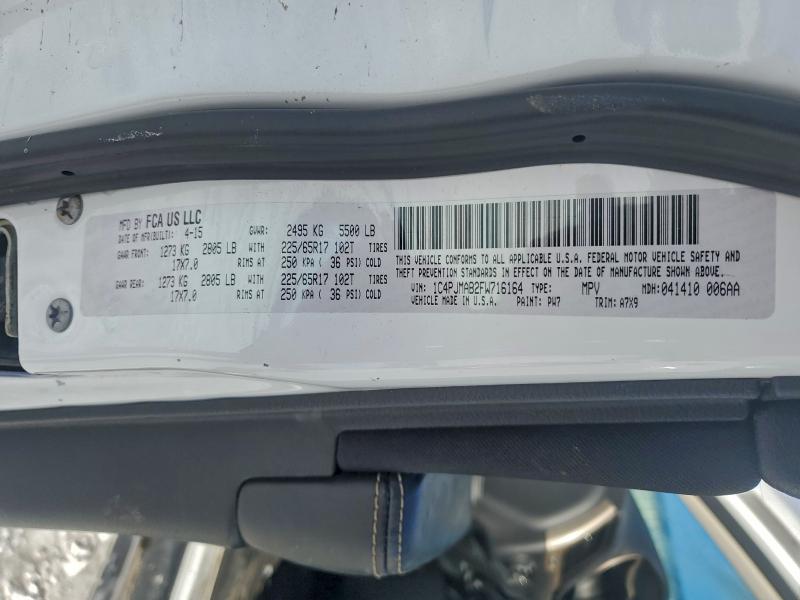 MFD BY FCA US LLC
DATE OF MFR(BUILT): 4-15 GVWR: 2495 KG 5500 LB
GAWR FRONT: 1273 KG 2805 LB WITH 225/65R17 102T TIRES
17X7.0 RIMS AT 250 KPA ( 36 PSI) COLD
GAWR REAR: 1273 KG 2805 LB WITH 225/65R17 102T TIRES
17X7.0 RIMS AT 250 KPA ( 36 PSI) COLD
THIS VEHICLE CONFORMS TO ALL APPLICABLE U.S.A. FEDERAL MOTOR VEHICLE SAFETY AND
THEFT PREVENTION STANDARDS IN EFFECT ON THE DATE OF MANUFACTURE SHOWN ABOVE.
VIN: 1C4PJMAB2FW716164 TYPE: MPV MDH: 041410 006AA
VEHICLE MADE IN U.S.A. PAINT: PW7 TRIM: A7X9